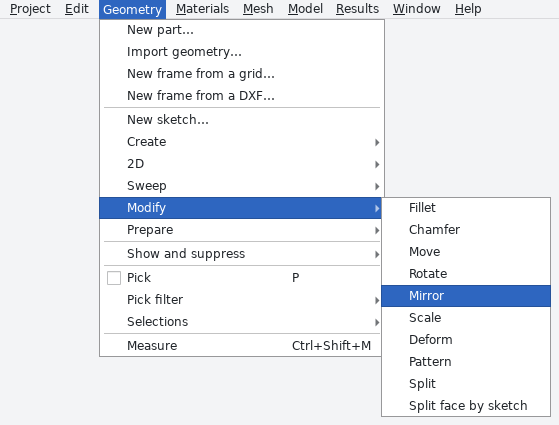 Project Edit Geometry Materials Mesh Model Results Window Help
New part...
Import geometry...
New frame from a grid...
New frame from a DXF...
New sketch...
Create
2D
Sweep
Modify
Prepare
Show and suppress
Pick P
Pick filter
Selections
Measure Ctrl+Shift+M
Fillet
Chamfer
Move
Rotate
Mirror
Scale
Deform
Pattern
Split
Split face by sketch